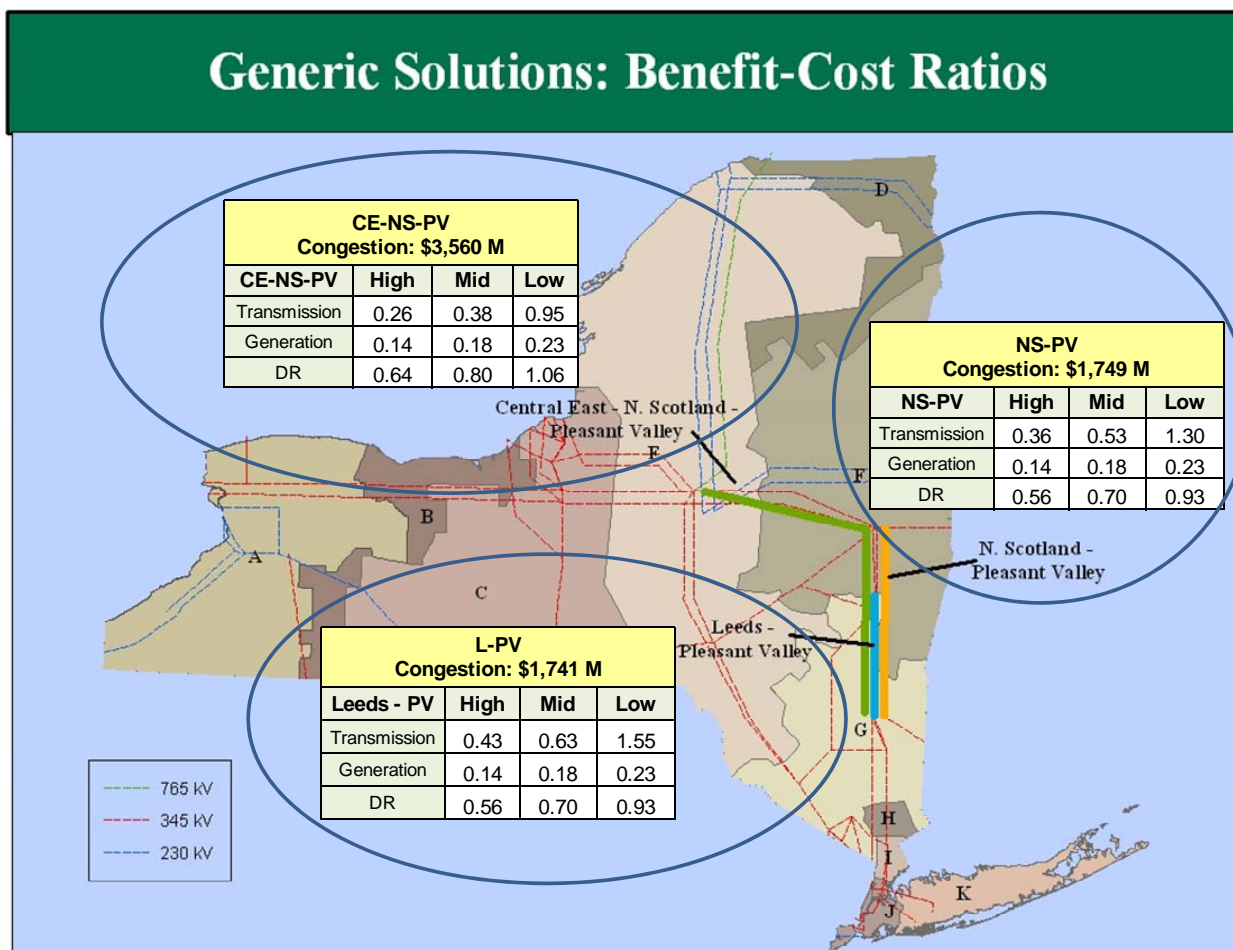 Generic Solutions: Benefit-Cost Ratios
CE-NS-PV
Congestion: $3,560 M
CE-NS-PV High Mid Low
Transmission 0.26 0.38 0.95
Generation 0.14 0.18 0.23
DR 0.64 0.80 1.06
D
NS-PV
Congestion: $1,749 M
NS-PV High Mid Low
Transmission 0.36 0.53 1.30
Generation 0.14 0.18 0.23
DR 0.56 0.70 0.93
Central East - N. Scotland -
Pleasant Valley
E
F
B
A
C
N. Scotland -
Pleasant Valley
Leeds -
Pleasant Valley
L-PV
Congestion: $1,741 M
Leeds - PV High Mid Low
Transmission 0.43 0.63 1.55
Generation 0.14 0.18 0.23
DR 0.56 0.70 0.93
G
765 kV
345 kV
230 kV
H
I
K
J